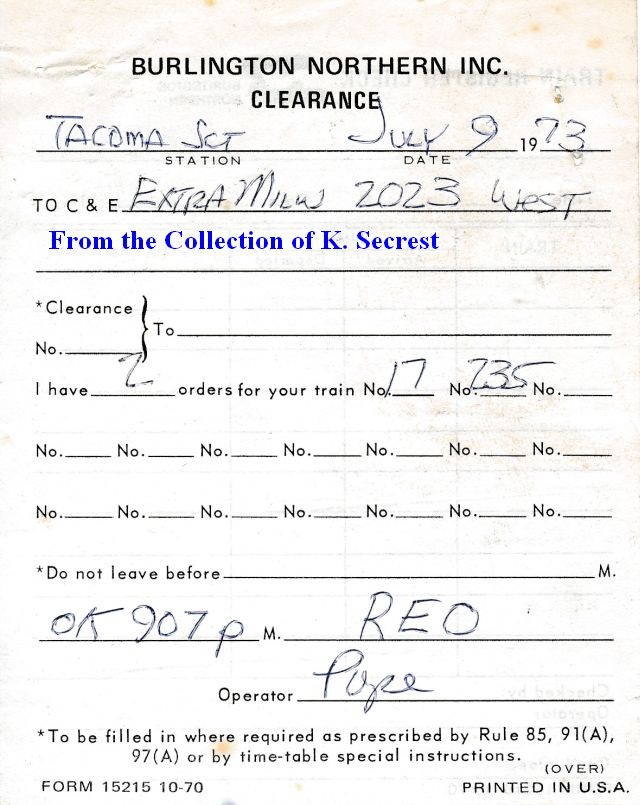 BURLINGTON NORTHERN INC.
CLEARANCE
TACOMA SCT JULY 9 1973
STATION DATE
TO C & E EXTRA MILW 2023 WEST
From the Collection of K. Secrest
*Clearance
No. To
I have 2 orders for your train No. 17 No. 235 No.
No. No. No. No. No. No. No.
No. No. No. No. No. No. No.
*Do not leave before M.
OK 907 p M. REO
Operator Pope
*To be filled in where required as prescribed by Rule 85, 91(A),
97(A) or by time-table special instructions.
(OVER)
FORM 15215 10-70 PRINTED IN U.S.A.